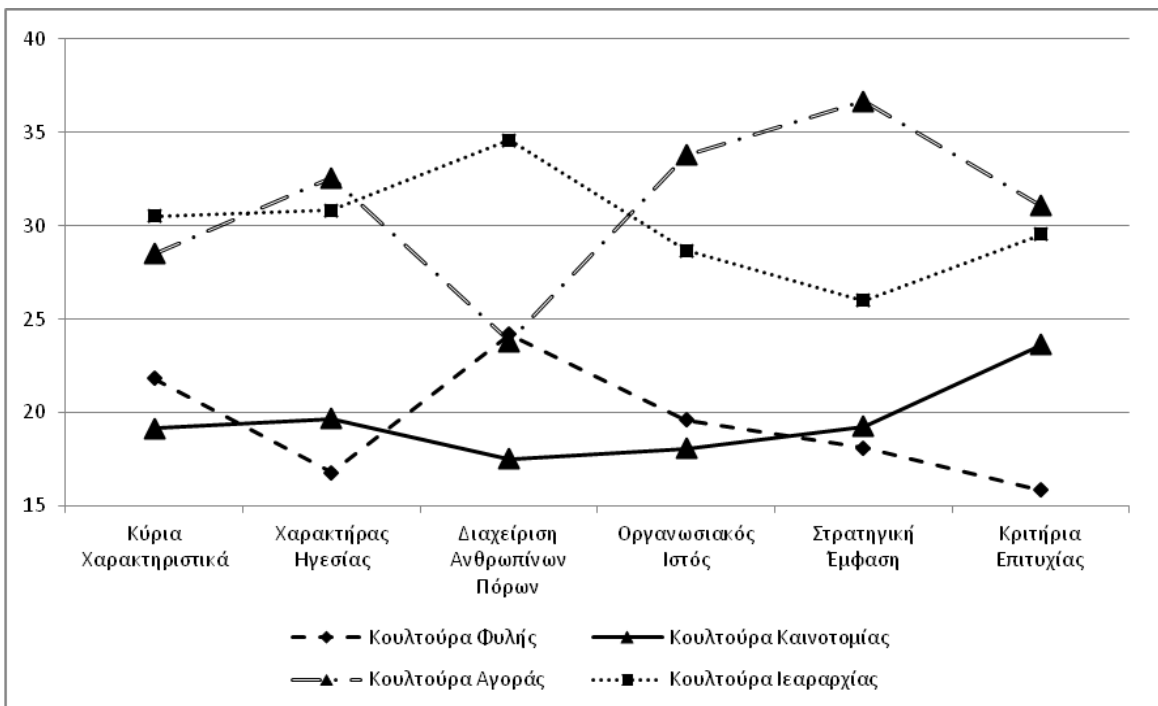 40
35
30
25
20
15
Κύρια
Χαρακτηριστικά
Χαρακτήρας
Ηγεσίας
Διαχείριση
Ανθρωπίνων
Πόρων
Οργανωσιακός
Ιστός
Στρατηγική
Έμφαση
Κριτήρια
Επιτυχίας
Κουλτούρα Φυλής
Κουλτούρα Καινοτομίας
Κουλτούρα Αγοράς
Κουλτούρα Ιεαραρχίας